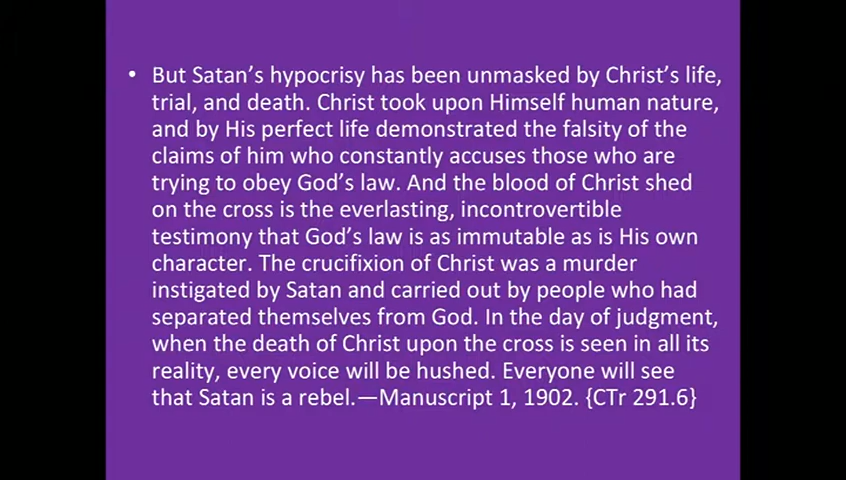 • But Satan’s hypocrisy has been unmasked by Christ’s life,
trial, and death. Christ took upon Himself human nature,
and by His perfect life demonstrated the falsity of the
claims of him who constantly accuses those who are
trying to obey God’s law. And the blood of Christ shed
on the cross is the everlasting, incontrovertible
testimony that God’s law is as immutable as is His own
character. The crucifixion of Christ was a murder
instigated by Satan and carried out by people who had
separated themselves from God. In the day of judgment,
when the death of Christ upon the cross is seen in all its
reality, every voice will be hushed. Everyone will see
that Satan is a rebel.—Manuscript 1, 1902. {CTr 291.6}